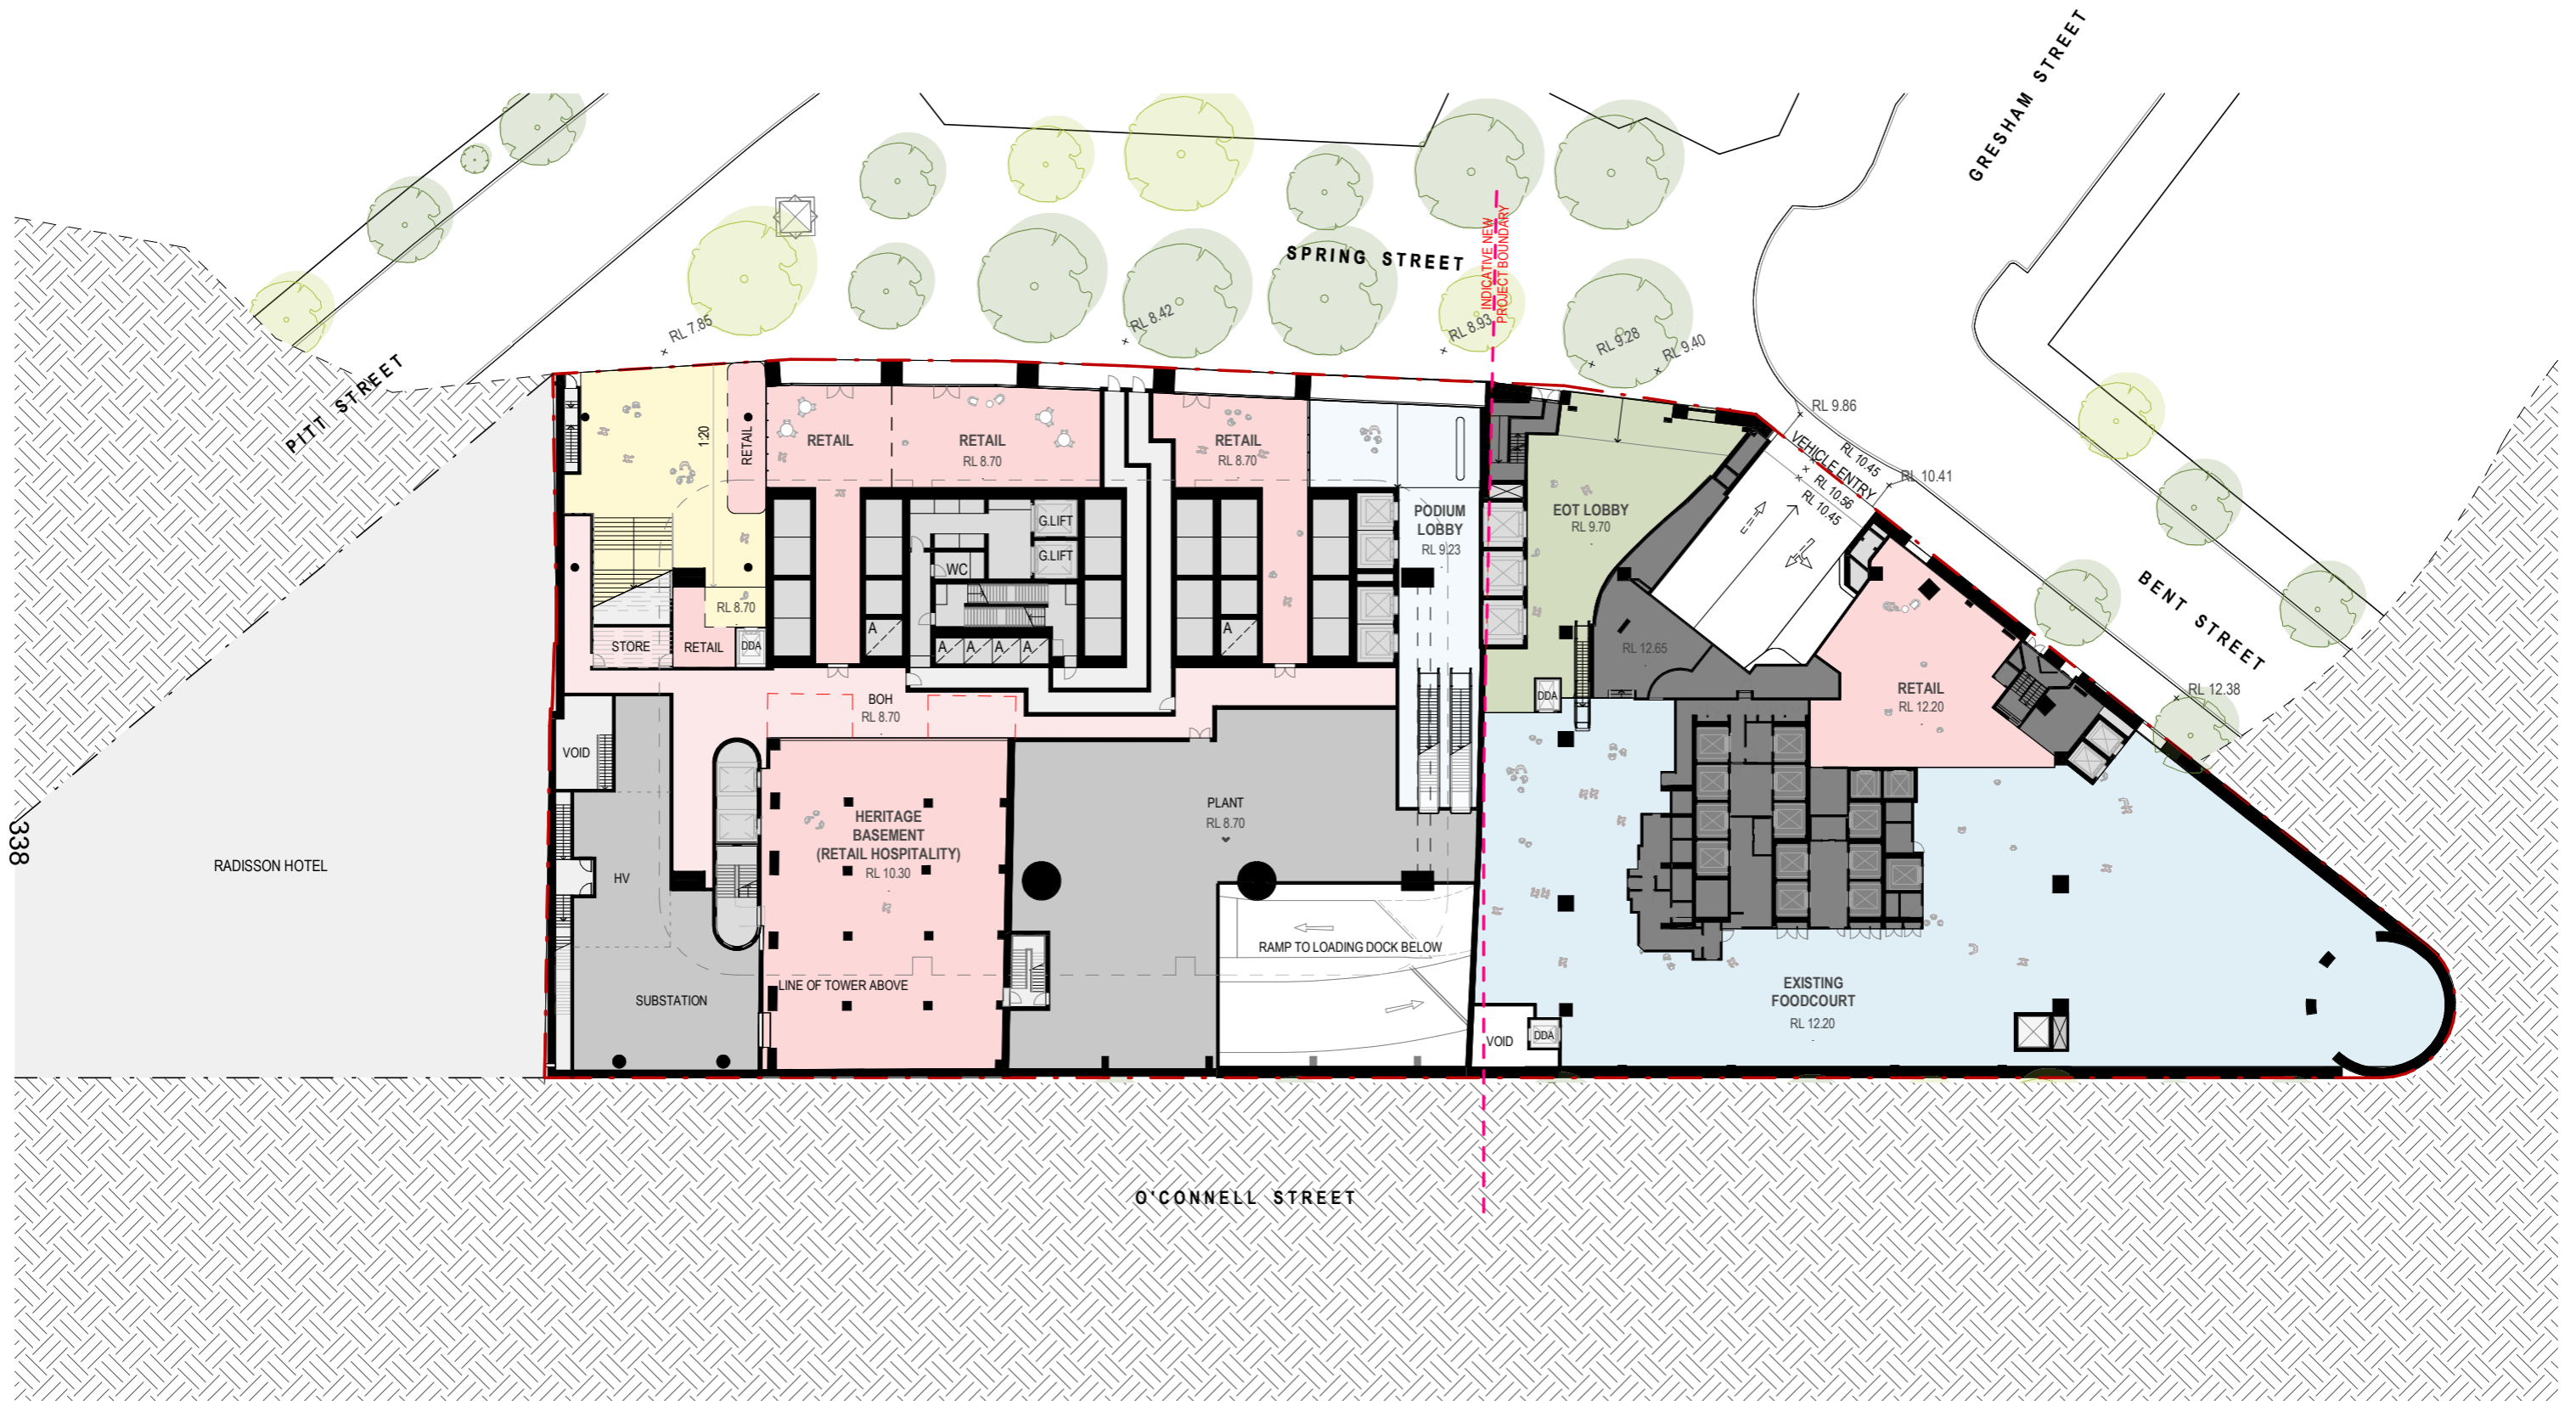 GRESHAM STREET
INDICATIVE NEW
PROJECT BOUNDARY
SPRING STREET
RL 7.85
RL 8.42
RL 8.93
RL 9.28
RL 9.40
PITT STREET
RL 9.86
VEHICLE ENTRY
RL 10.45
RL 10.56
RL 10.45
RL 10.41
1:20
RETAIL
RETAIL
RETAIL
RL 8.70
RETAIL
RL 8.70
PODIUM
LOBBY
RL 9.23
EOT LOBBY
RL 9.70
G.LIFT
G.LIFT
WC
BENT STREET
RL 8.70
STORE
RETAIL
DDA
A
A
A
A
A
A
RL 12.65
RETAIL
RL 12.20
RL 12.38
DDA
BOH
RL 8.70
VOID
338
RADISSON HOTEL
HV
HERITAGE
BASEMENT
(RETAIL HOSPITALITY)
RL 10.30
PLANT
RL 8.70
RAMP TO LOADING DOCK BELOW
LINE OF TOWER ABOVE
SUBSTATION
EXISTING
FOODCOURT
RL 12.20
VOID
DDA
O'CONNELL STREET